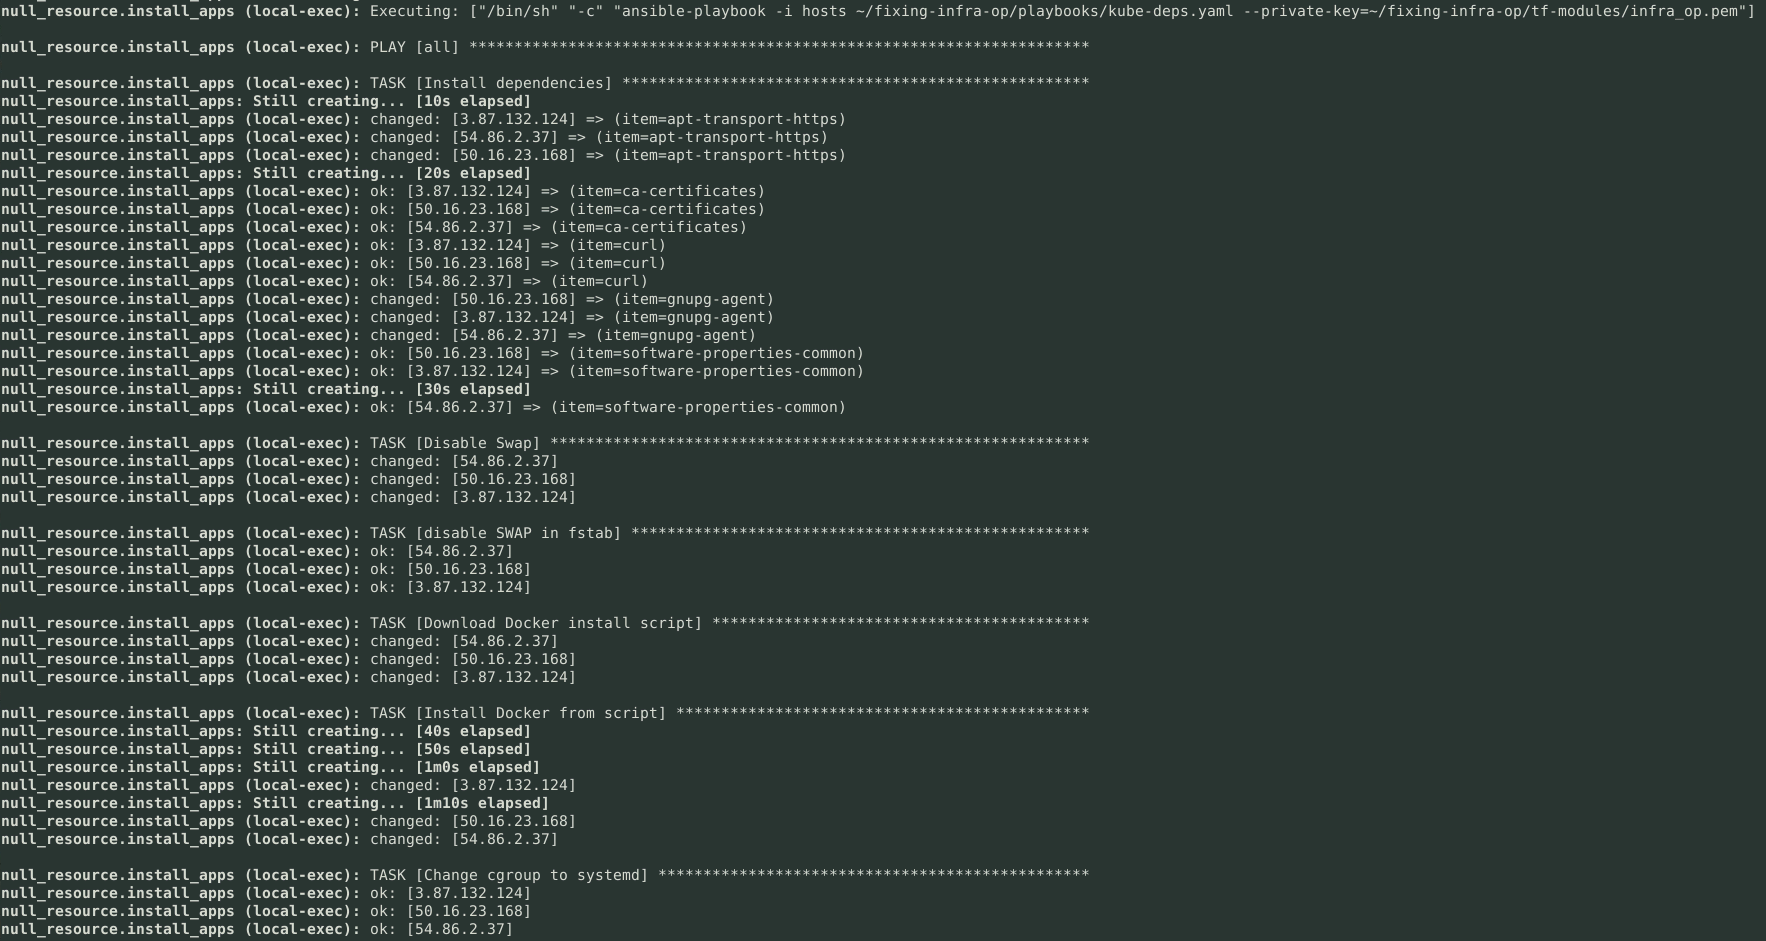 null_resource.install_apps (local-exec): Executing: ["/bin/sh" "-c" "ansible-playbook -i hosts ~/fixing-infra-op/playbooks/kube-deps.yaml --private-key=~/fixing-infra-op/tf-modules/infra_op.pem"]
null_resource.install_apps (local-exec): PLAY [all] *********************************************************************
null_resource.install_apps (local-exec): TASK [Install dependencies] ****************************************************
null_resource.install_apps: Still creating... [10s elapsed]
null_resource.install_apps (local-exec): changed: [3.87.132.124] => (item=apt-transport-https)
null_resource.install_apps (local-exec): changed: [54.86.2.37] => (item=apt-transport-https)
null_resource.install_apps (local-exec): changed: [50.16.23.168] => (item=apt-transport-https)
null_resource.install_apps: Still creating... [20s elapsed]
null_resource.install_apps (local-exec): ok: [3.87.132.124] => (item=ca-certificates)
null_resource.install_apps (local-exec): ok: [50.16.23.168] => (item=ca-certificates)
null_resource.install_apps (local-exec): ok: [54.86.2.37] => (item=ca-certificates)
null_resource.install_apps (local-exec): ok: [3.87.132.124] => (item=curl)
null_resource.install_apps (local-exec): ok: [50.16.23.168] => (item=curl)
null_resource.install_apps (local-exec): ok: [54.86.2.37] => (item=curl)
null_resource.install_apps (local-exec): changed: [50.16.23.168] => (item=gnupg-agent)
null_resource.install_apps (local-exec): changed: [3.87.132.124] => (item=gnupg-agent)
null_resource.install_apps (local-exec): changed: [54.86.2.37] => (item=gnupg-agent)
null_resource.install_apps (local-exec): ok: [50.16.23.168] => (item=software-properties-common)
null_resource.install_apps (local-exec): ok: [3.87.132.124] => (item=software-properties-common)
null_resource.install_apps: Still creating... [30s elapsed]
null_resource.install_apps (local-exec): ok: [54.86.2.37] => (item=software-properties-common)
null_resource.install_apps (local-exec): TASK [Disable Swap] ************************************************************
null_resource.install_apps (local-exec): changed: [54.86.2.37]
null_resource.install_apps (local-exec): changed: [50.16.23.168]
null_resource.install_apps (local-exec): changed: [3.87.132.124]
null_resource.install_apps (local-exec): TASK [disable SWAP in fstab] ***************************************************
null_resource.install_apps (local-exec): ok: [54.86.2.37]
null_resource.install_apps (local-exec): ok: [50.16.23.168]
null_resource.install_apps (local-exec): ok: [3.87.132.124]
null_resource.install_apps (local-exec): TASK [Download Docker install script] ******************************************
null_resource.install_apps (local-exec): changed: [54.86.2.37]
null_resource.install_apps (local-exec): changed: [50.16.23.168]
null_resource.install_apps (local-exec): changed: [3.87.132.124]
null_resource.install_apps (local-exec): TASK [Install Docker from script] **********************************************
null_resource.install_apps: Still creating... [40s elapsed]
null_resource.install_apps: Still creating... [50s elapsed]
null_resource.install_apps: Still creating... [1m0s elapsed]
null_resource.install_apps (local-exec): changed: [3.87.132.124]
null_resource.install_apps: Still creating... [1m10s elapsed]
null_resource.install_apps (local-exec): changed: [50.16.23.168]
null_resource.install_apps (local-exec): changed: [54.86.2.37]
null_resource.install_apps (local-exec): TASK [Change cgroup to systemd] ************************************************
null_resource.install_apps (local-exec): ok: [3.87.132.124]
null_resource.install_apps (local-exec): ok: [50.16.23.168]
null_resource.install_apps (local-exec): ok: [54.86.2.37]